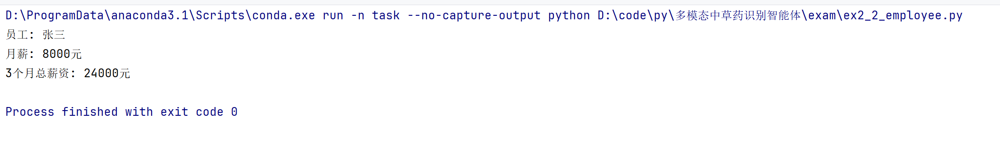 D:\ProgramData\anaconda3.1\Scripts\conda.exe run -n task --no-capture-output python D:\code\py\多模态中草药识别智能体\exam\ex2_2_employee.py
员工: 张三
月薪: 8000元
3个月总薪资: 24000元
Process finished with exit code 0